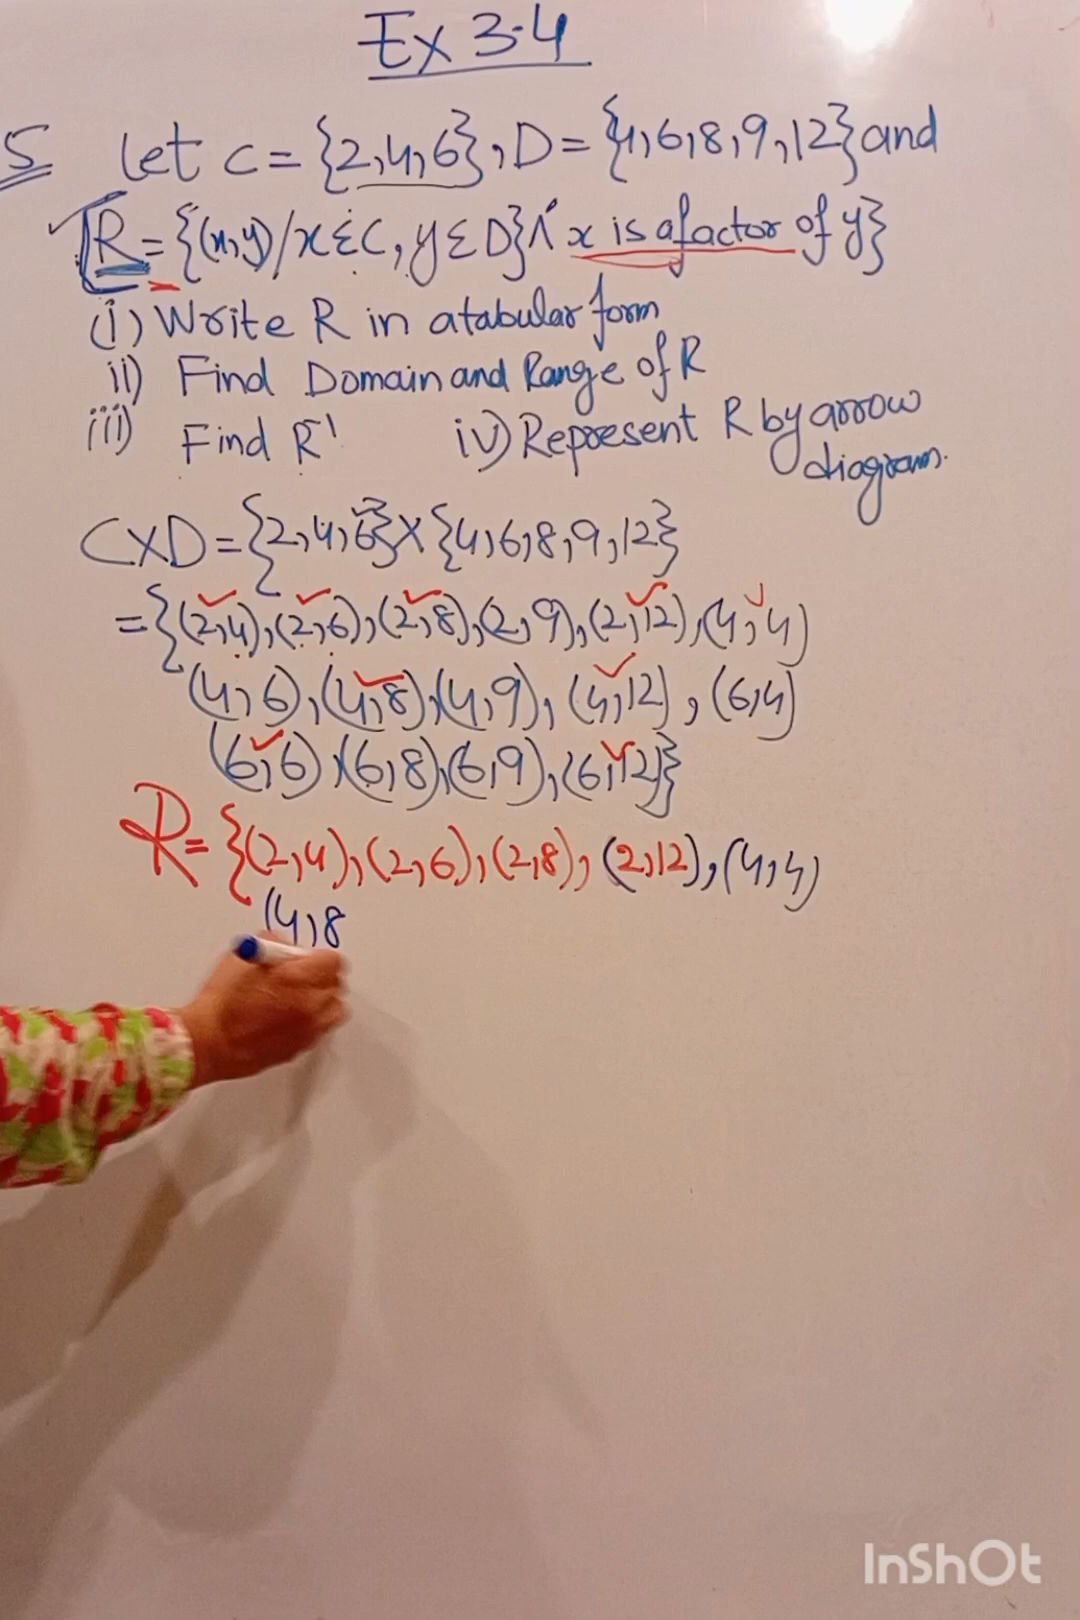 Ex 3.4
5 Let C = {2,4,6}, D = {4,6,8,9,12} and
R = {(x,y)/x∈C, y∈D} ∧ x is a factor of y}
(i) Write R in a tabular form
ii) Find Domain and Range of R
iii) Find R⁻¹ iv) Represent R by arrow diagram.
CXD = {2,4,6} X {4,6,8,9,12}
= {(2,4),(2,6),(2,8),(2,9),(2,12),(4,4)
(4,6),(4,8),(4,9),(4,12),(6,4)
(6,6),(6,8),(6,9),(6,12)}
R = {(2,4),(2,6),(2,8),(2,12),(4,4)
(4,8
InShOt